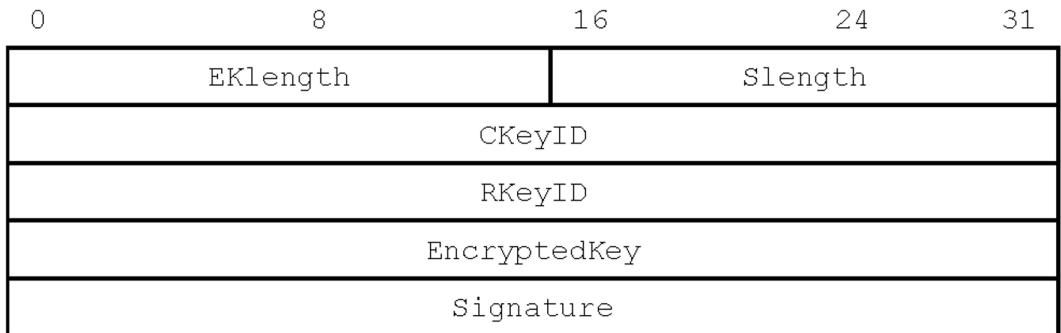 0 8 16 24 31
EKlength Slength
CKeyID
RKeyID
EncryptedKey
Signature